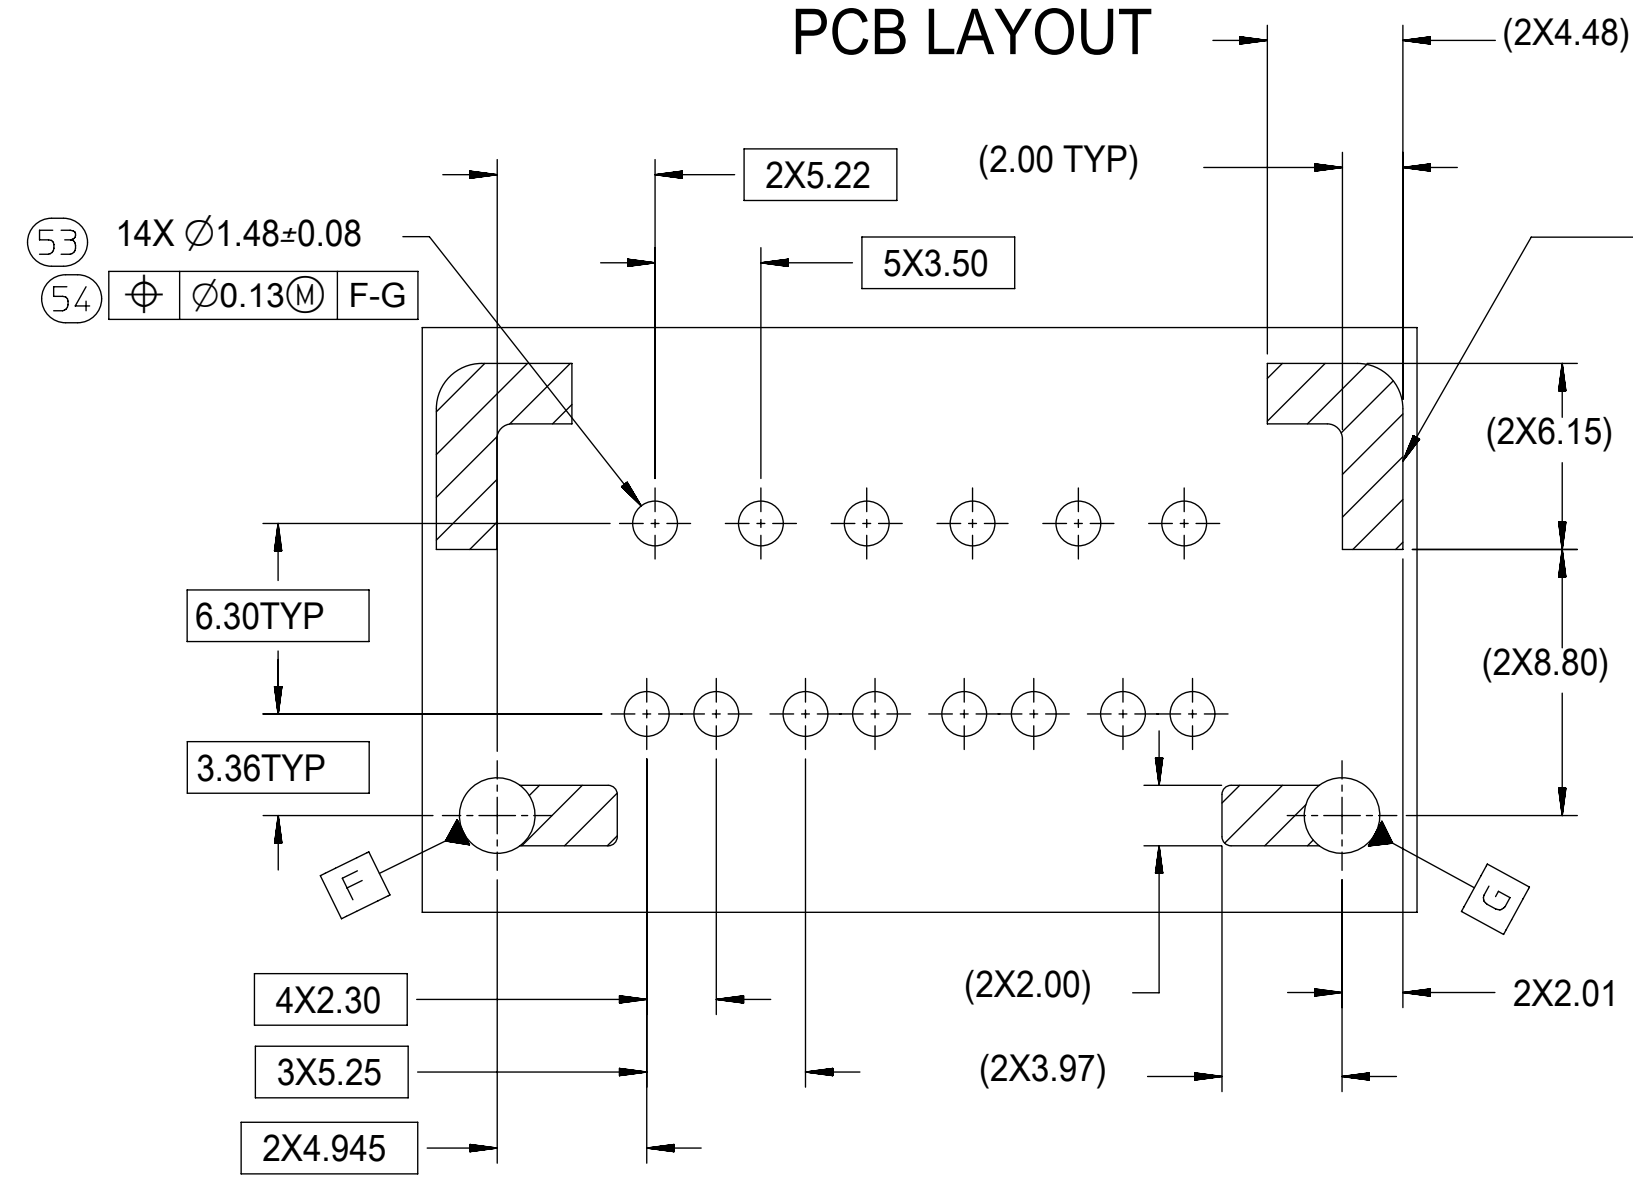 PCB LAYOUT
(2X4.48)
2X5.22
(2.00 TYP)
53 14X ∅1.48±0.08
5X3.50
54 ⌖ ∅0.13Ⓜ F-G
(2X6.15)
6.30TYP
(2X8.80)
3.36TYP
F
G
4X2.30
(2X2.00)
2X2.01
3X5.25
(2X3.97)
2X4.945